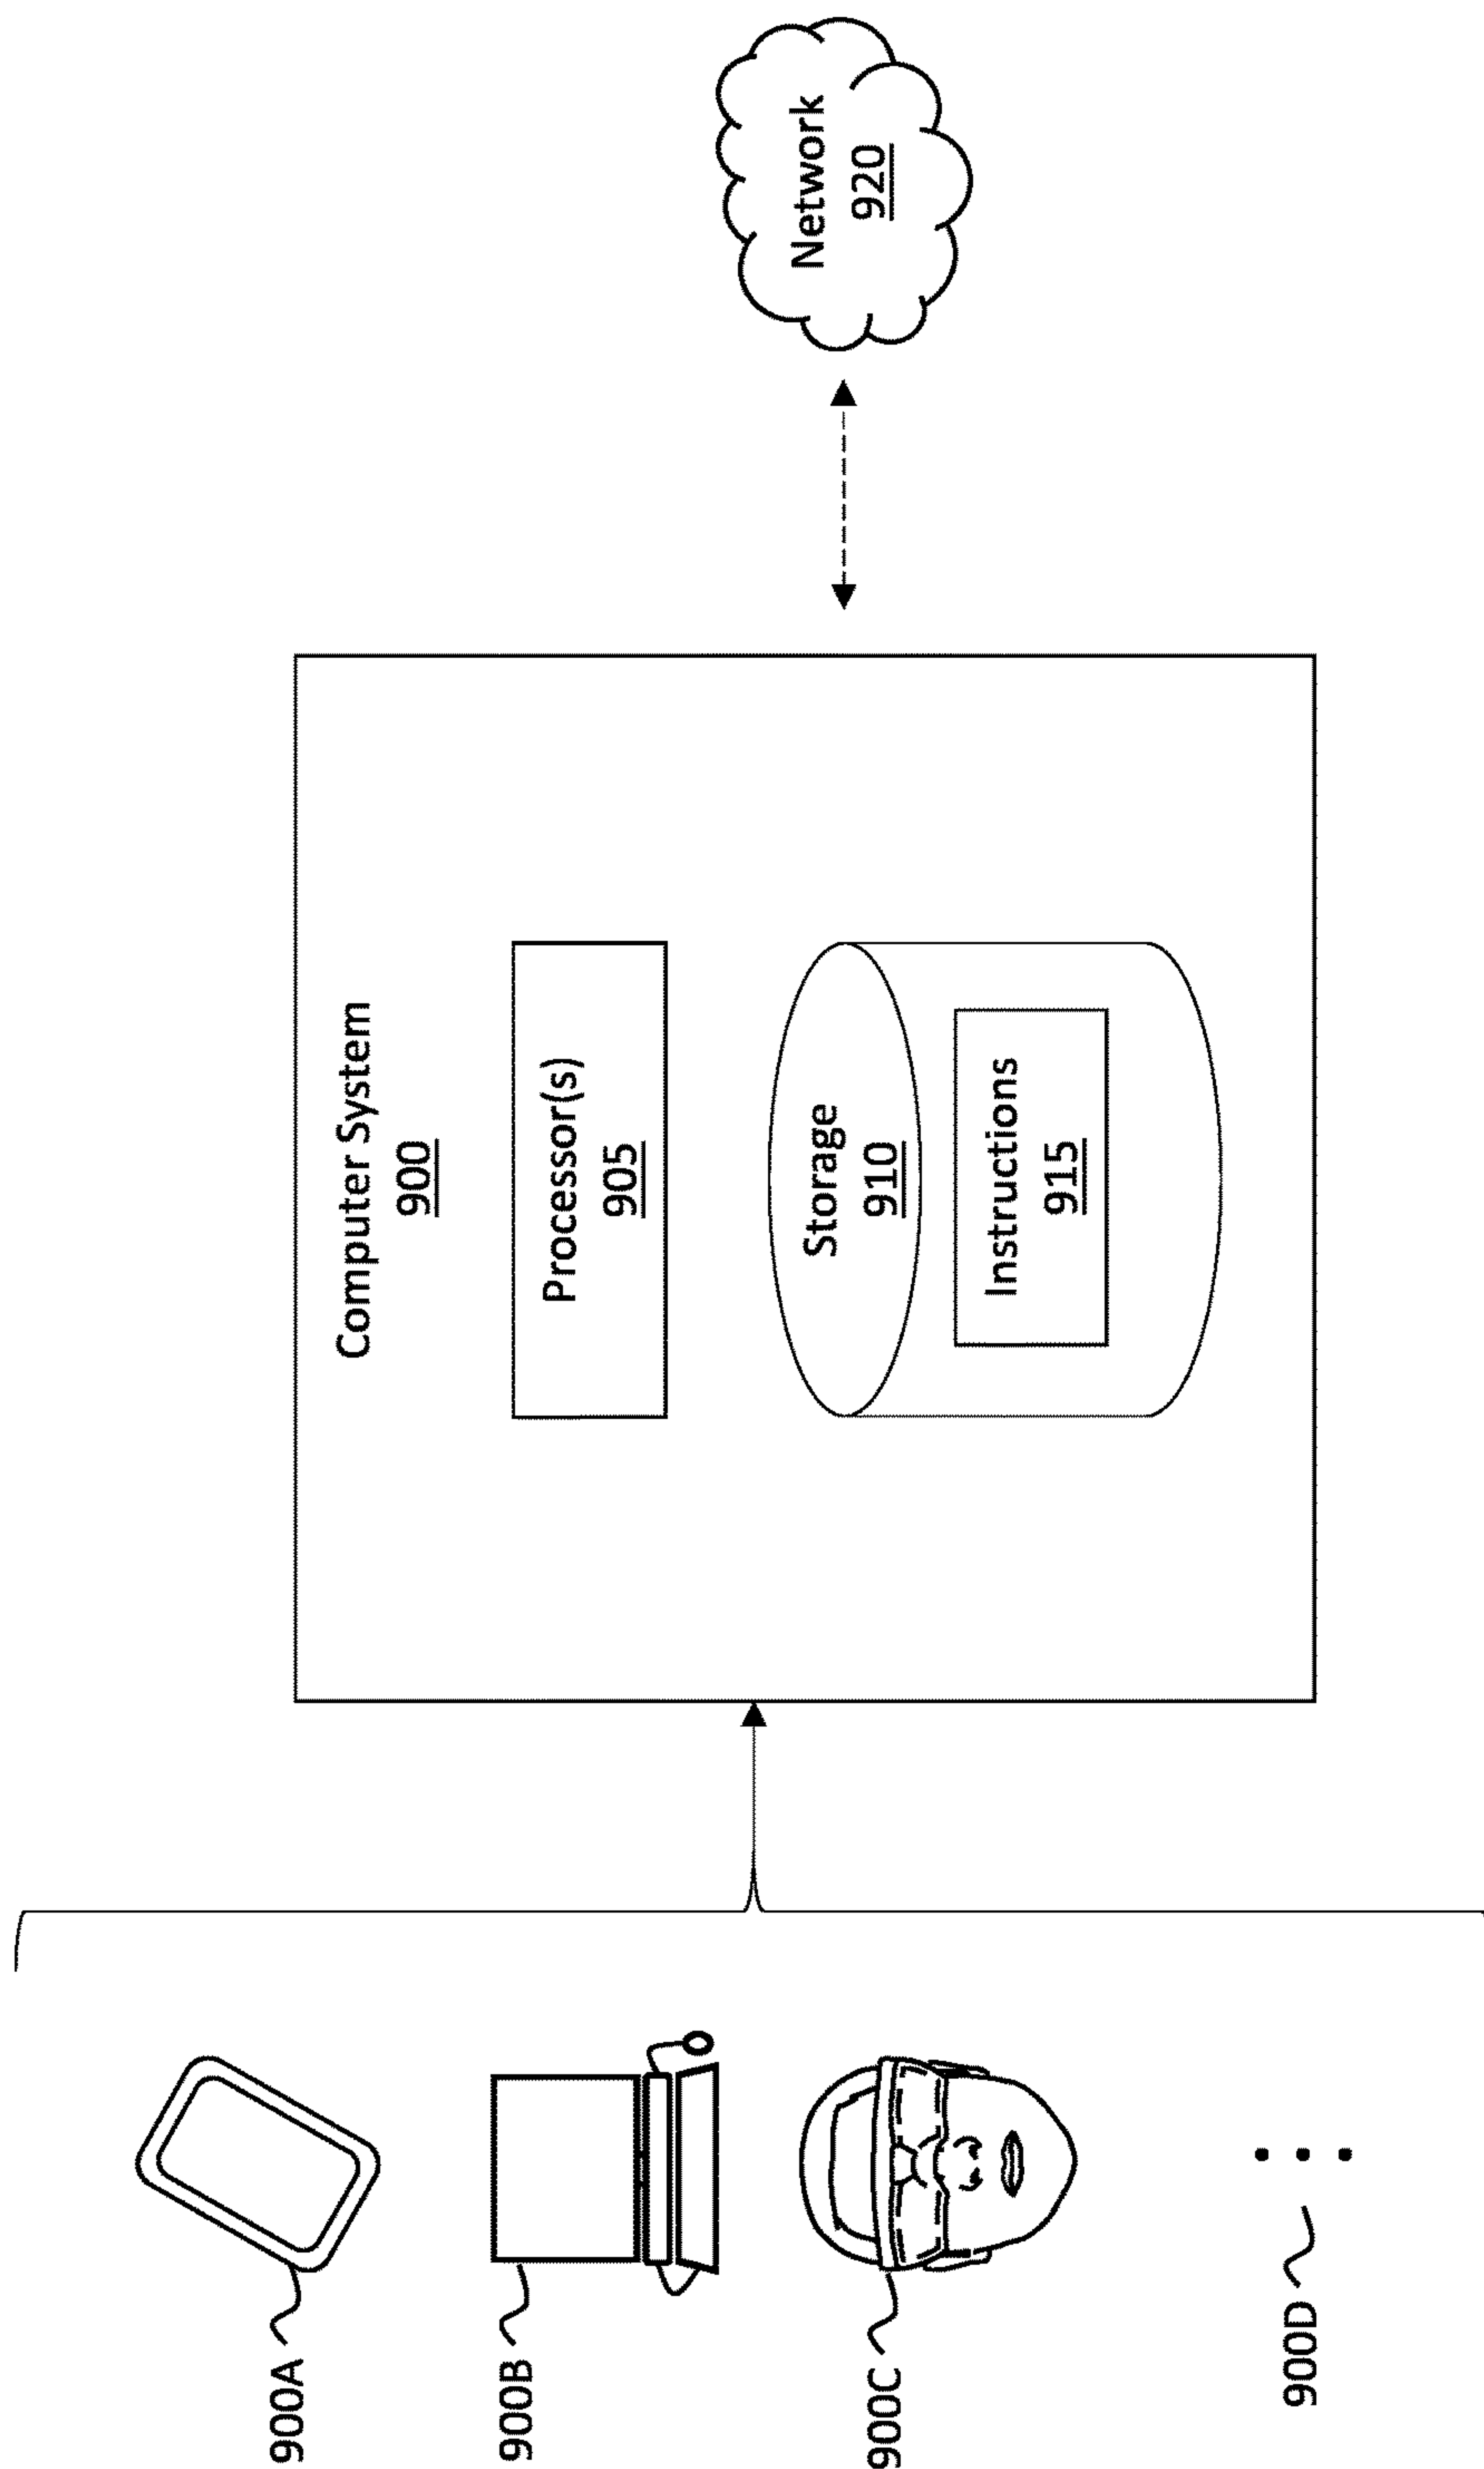 900A
900B
900C
900D
Computer System
900
Processor(s)
905
Storage
910
Instructions
915
Network
920